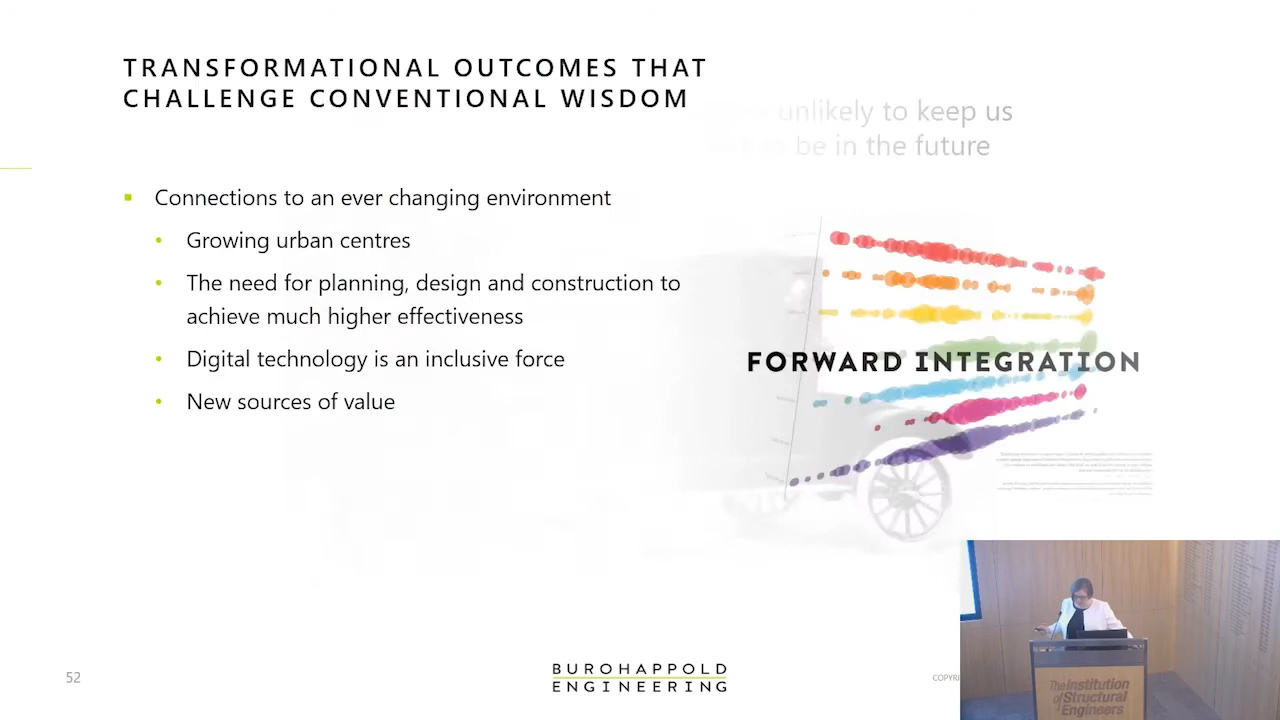 TRANSFORMATIONAL OUTCOMES THAT
CHALLENGE CONVENTIONAL WISDOM
unlikely to keep us
be in the future
Connections to an ever changing environment
Growing urban centres
The need for planning, design and construction to
achieve much higher effectiveness
Digital technology is an inclusive force
New sources of value
FORWARD INTEGRATION
52
BUROHAPPOLD
ENGINEERING
The Institution
of Structural
Engineers